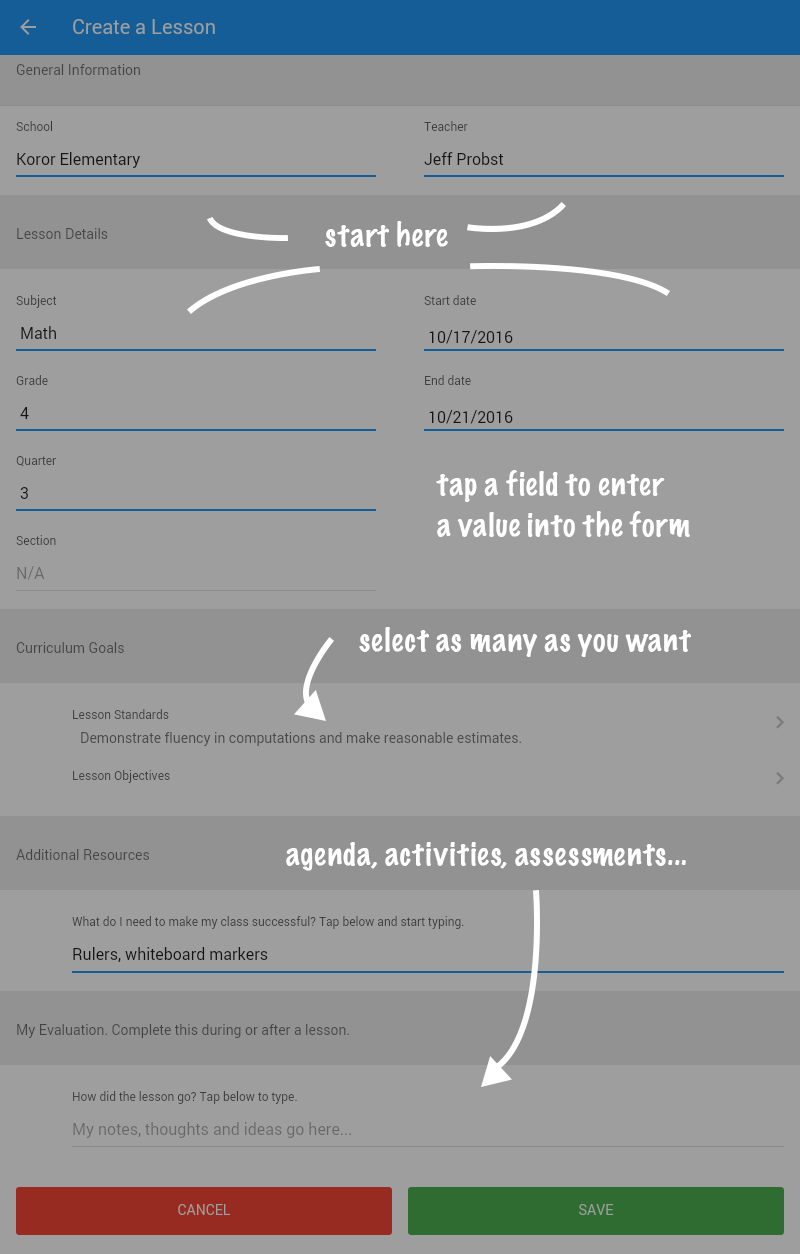 Create a Lesson
General Information
School
Teacher
Koror Elementary
Jeff Probst
Lesson Details
start here
Subject
Start date
Math
10/17/2016
Grade
End date
4
10/21/2016
Quarter
3
tap a field to enter
a value into the form
Section
N/A
Curriculum Goals
select as many as you want
Lesson Standards
Demonstrate fluency in computations and make reasonable estimates.
Lesson Objectives
Additional Resources
agenda, activities, assessments...
What do I need to make my class successful? Tap below and start typing.
Rulers, whiteboard markers
My Evaluation. Complete this during or after a lesson.
How did the lesson go? Tap below to type.
My notes, thoughts and ideas go here...
CANCEL
SAVE